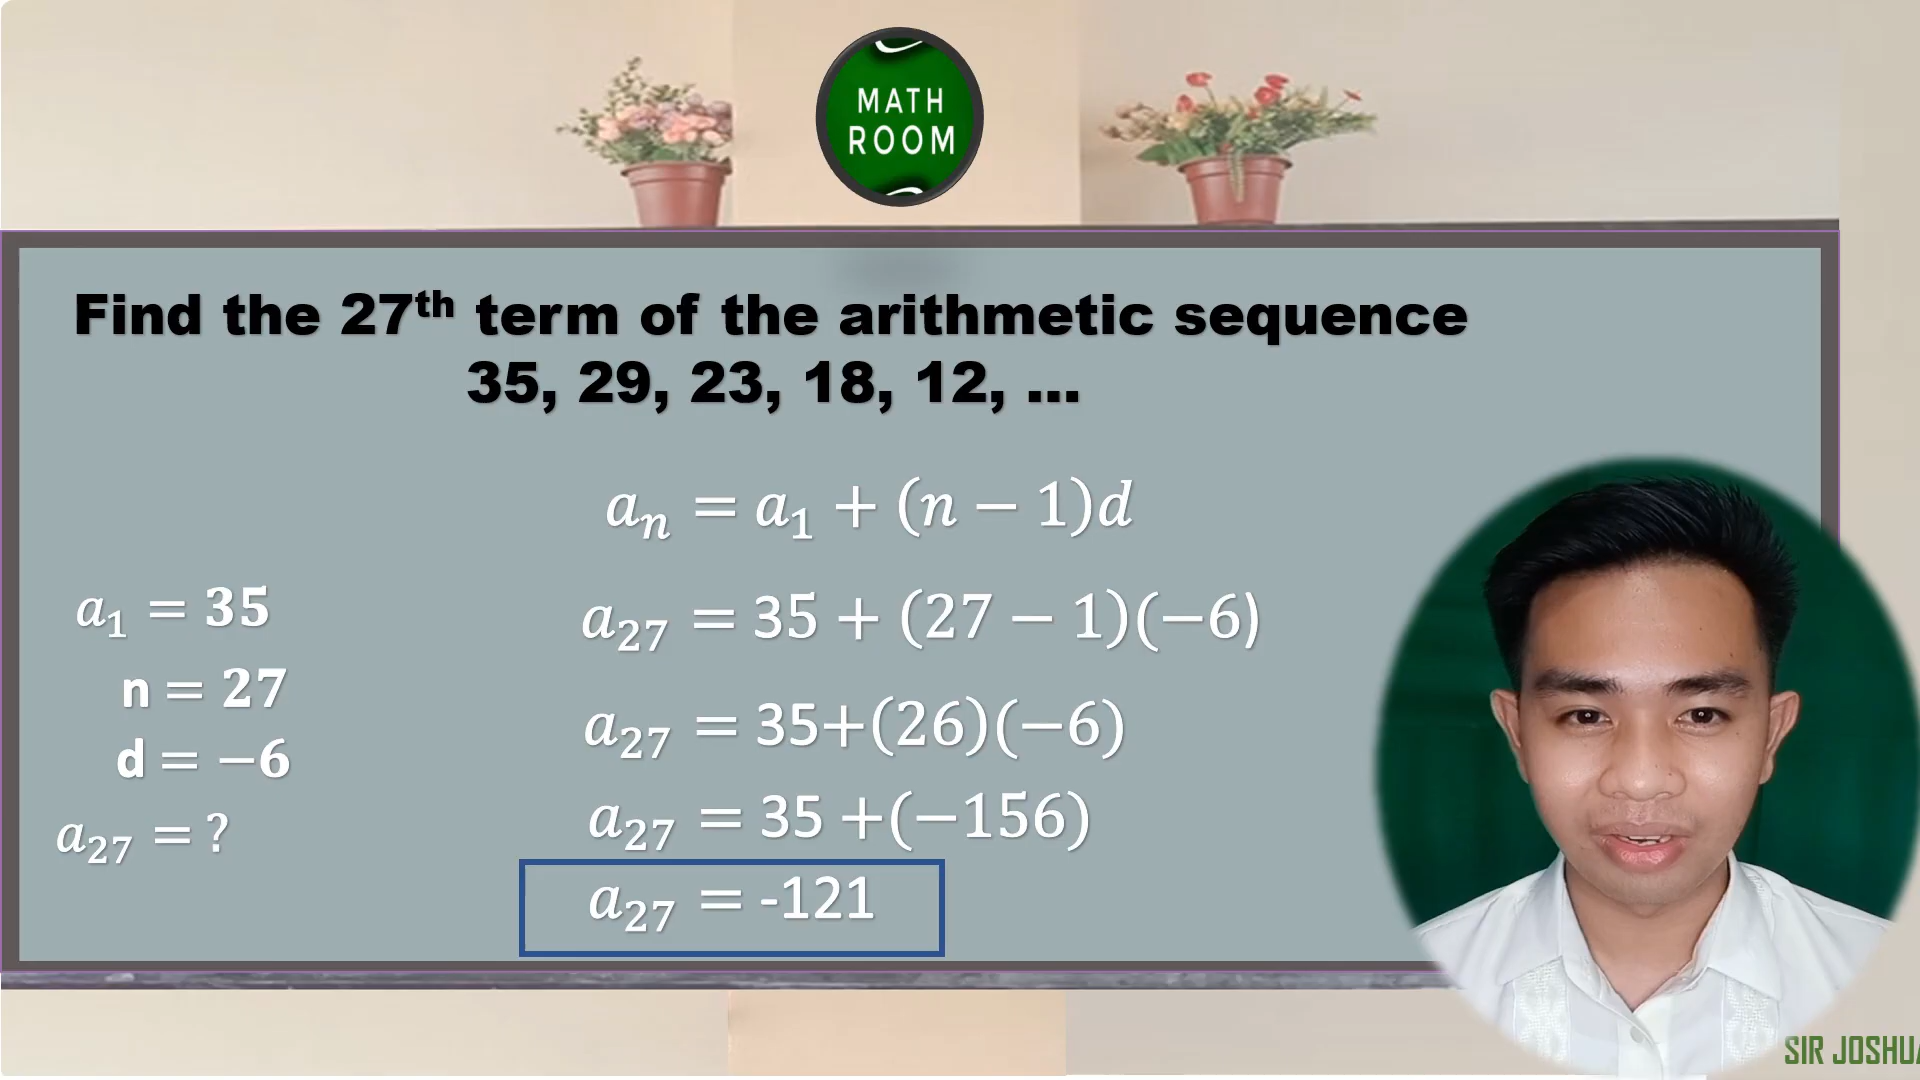 MATH
ROOM
Find the 27th term of the arithmetic sequence
35, 29, 23, 18, 12, ...
aₙ = a₁ + (n − 1)d
a₁ = 35
n = 27
d = −6
a₂₇ = ?
a₂₇ = 35 + (27 − 1)(−6)
a₂₇ = 35+(26)(−6)
a₂₇ = 35 +(−156)
a₂₇ = -121
SIR JOSHUA